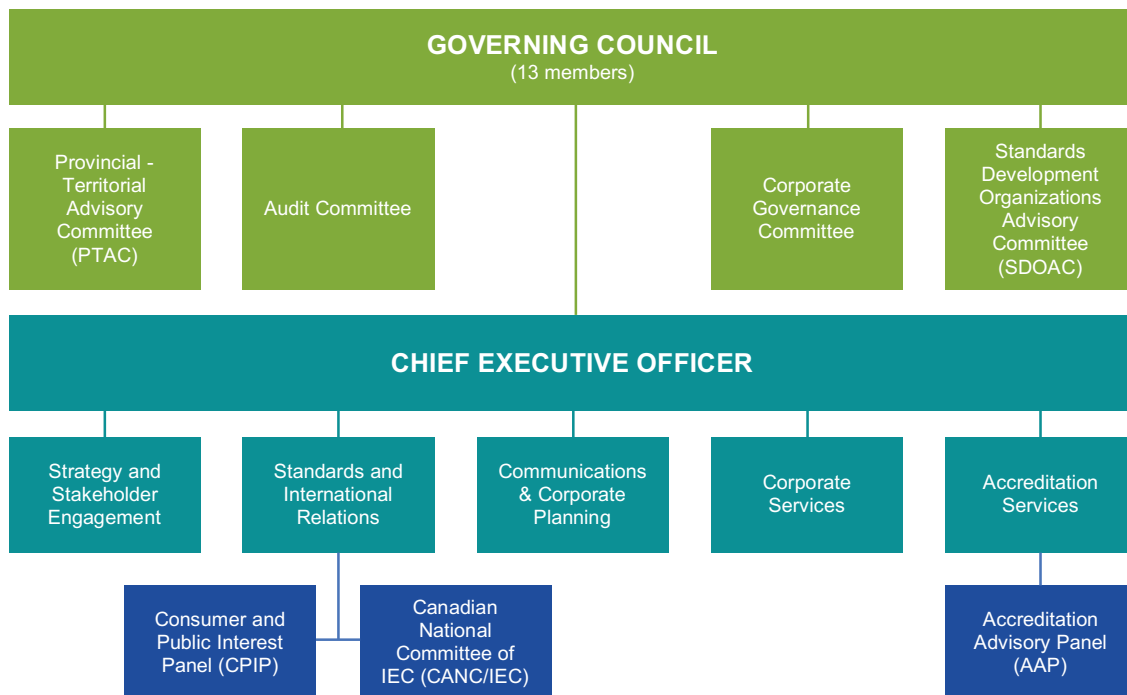 GOVERNING COUNCIL
(13 members)
Provincial -
Territorial
Advisory
Committee
(PTAC)
Audit Committee
Corporate
Governance
Committee
Standards
Development
Organizations
Advisory
Committee
(SDOAC)
CHIEF EXECUTIVE OFFICER
Strategy and
Stakeholder
Engagement
Standards and
International
Relations
Communications
& Corporate
Planning
Corporate
Services
Accreditation
Services
Consumer and
Public Interest
Panel (CPIP)
Canadian
National
Committee of
IEC (CANC/IEC)
Accreditation
Advisory Panel
(AAP)